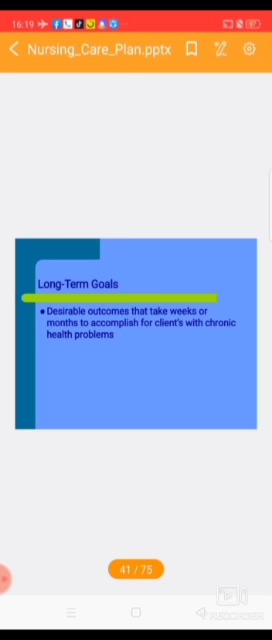 16:19
Nursing_Care_Plan.pptx
Long-Term Goals
• Desirable outcomes that take weeks or
months to accomplish for client's with chronic
health problems
41 / 75
RECORDER